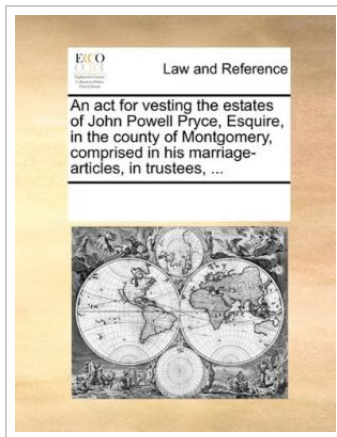 ECCO
Law and Reference
An act for vesting the estates
of John Powell Pryce, Esquire,
in the county of Montgomery,
comprised in his marriage-
articles, in trustees, ...